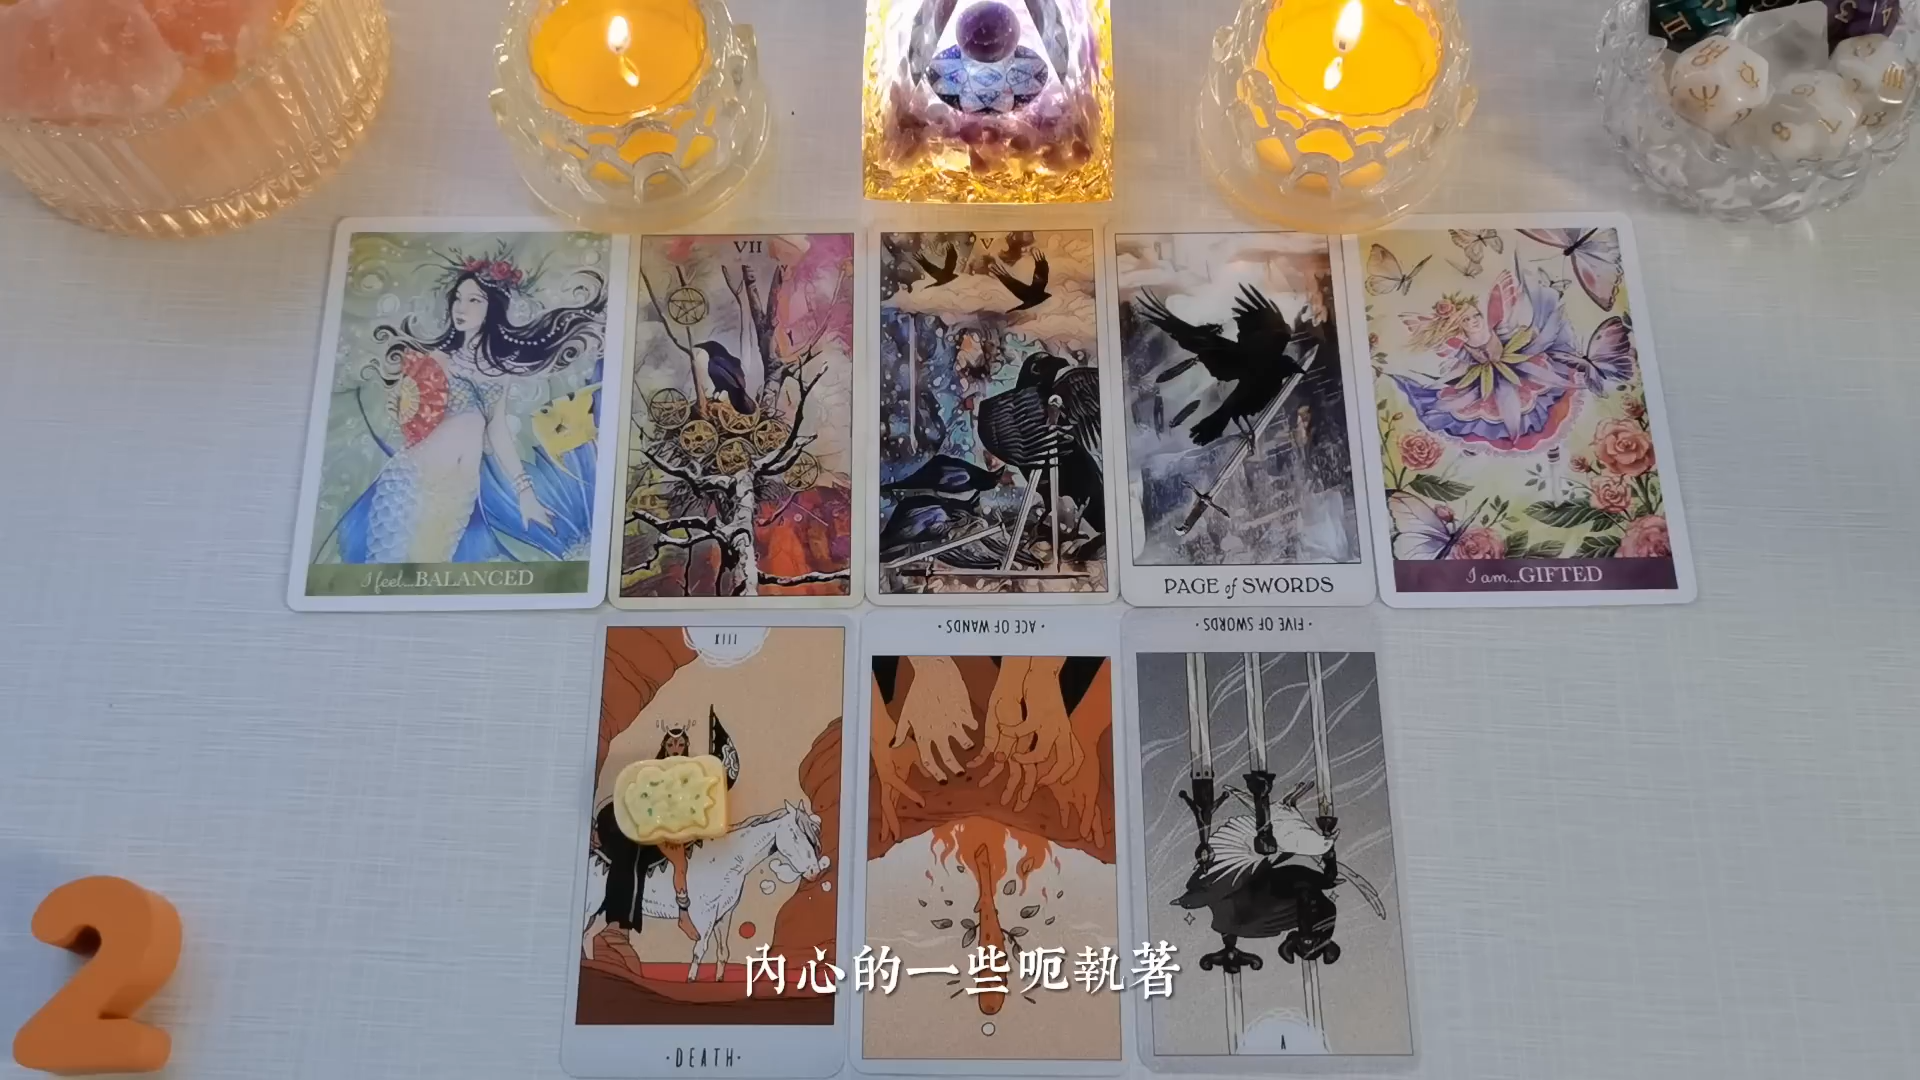 VII
V
I feel...BALANCED
PAGE of SWORDS
I am...GIFTED
XIII
·ACE OF WANDS·
·FIVE OF SWORDS·
V
·DEATH·
2
內心的一些呃執著